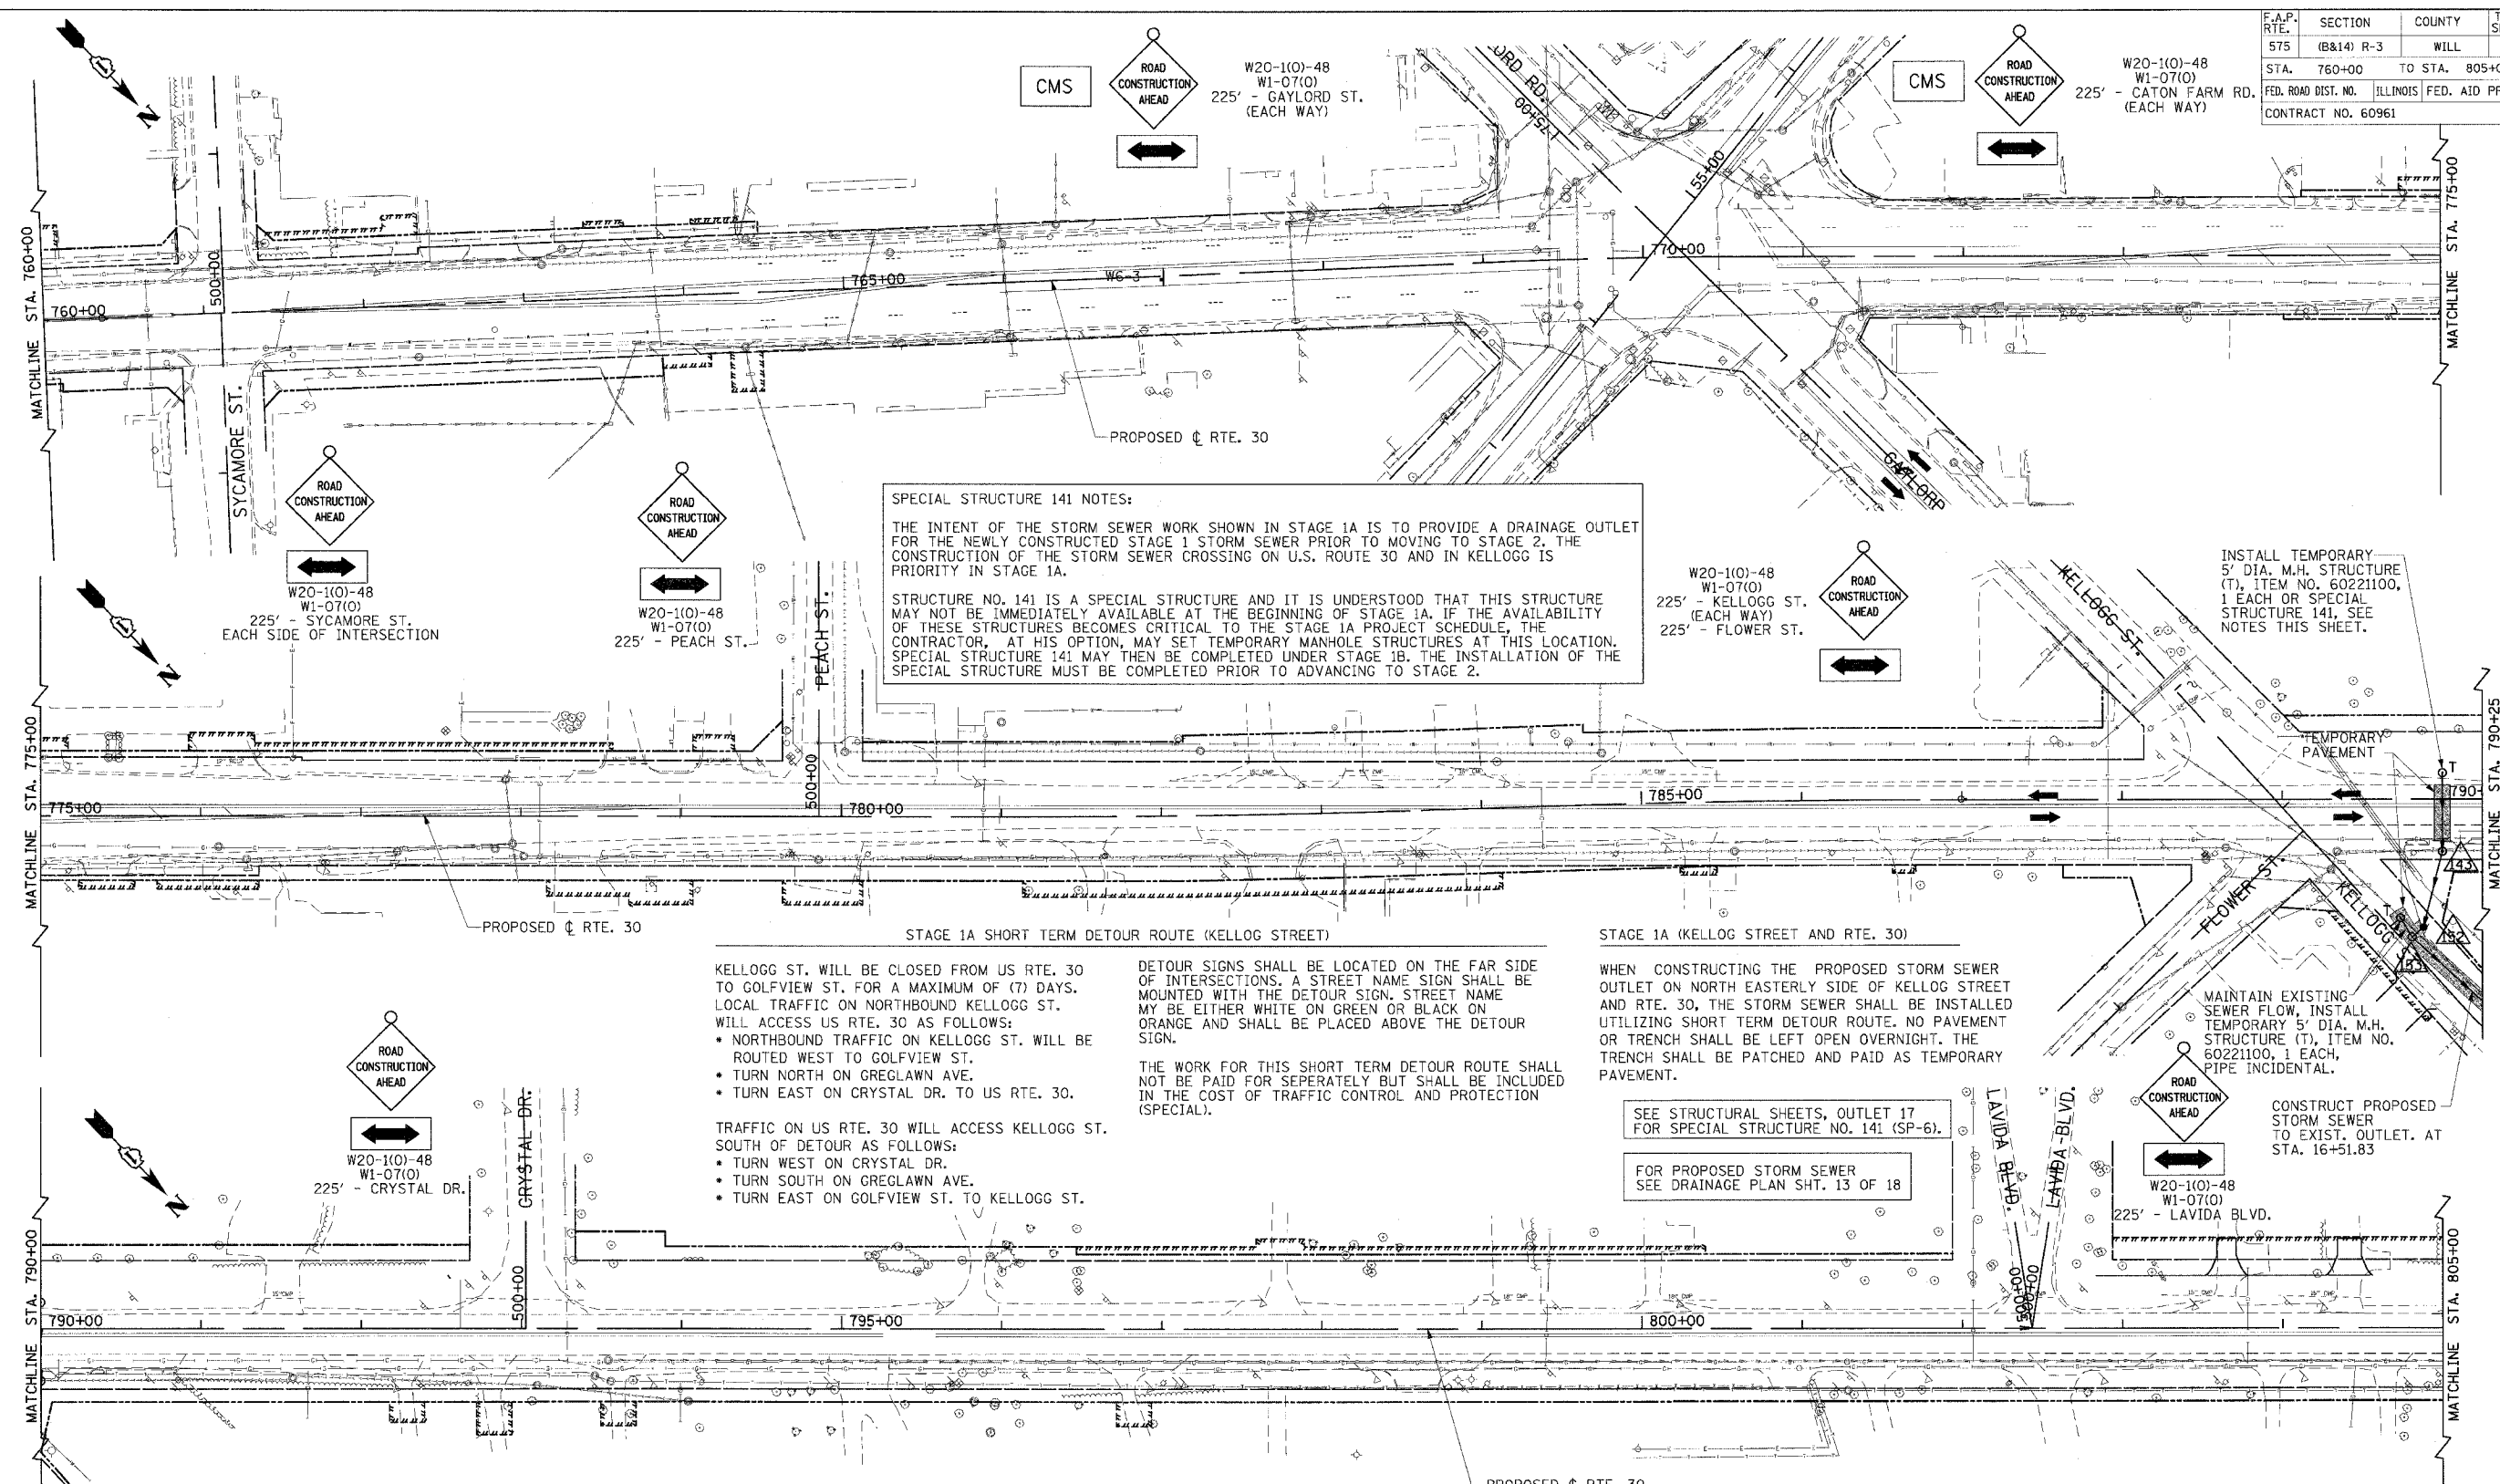 F.A.P. RTE. SECTION COUNTY
575 (B&14) R-3 WILL
STA. 760+00 TO STA.
FED. ROAD DIST. NO. ILLINOIS FED. AID
CONTRACT NO. 60961
N
CMS
ROAD
CONSTRUCTION
AHEAD
W20-1(O)-48
W1-07(O)
225' - GAYLORD ST.
(EACH WAY)
CMS
ROAD
CONSTRUCTION
AHEAD
W20-1(O)-48
W1-07(O)
225' - CATON FARM RD.
(EACH WAY)
ORD RD.
175+00
155+00
MATCHLINE STA. 760+00
760+00
500+00
765+00
W6-3
770+00
MATCHLINE STA. 775+00
SYCAMORE ST.
PROPOSED ℄ RTE. 30
GAYLORD
ROAD
CONSTRUCTION
AHEAD
W20-1(O)-48
W1-07(O)
225' - SYCAMORE ST.
EACH SIDE OF INTERSECTION
ROAD
CONSTRUCTION
AHEAD
W20-1(O)-48
W1-07(O)
225' - PEACH ST.
PEACH ST.
SPECIAL STRUCTURE 141 NOTES:
THE INTENT OF THE STORM SEWER WORK SHOWN IN STAGE 1A IS TO PROVIDE A DRAINAGE OUTLET
FOR THE NEWLY CONSTRUCTED STAGE 1 STORM SEWER PRIOR TO MOVING TO STAGE 2. THE
CONSTRUCTION OF THE STORM SEWER CROSSING ON U.S. ROUTE 30 AND IN KELLOGG IS
PRIORITY IN STAGE 1A.
STRUCTURE NO. 141 IS A SPECIAL STRUCTURE AND IT IS UNDERSTOOD THAT THIS STRUCTURE
MAY NOT BE IMMEDIATELY AVAILABLE AT THE BEGINNING OF STAGE 1A. IF THE AVAILABILITY
OF THESE STRUCTURES BECOMES CRITICAL TO THE STAGE 1A PROJECT SCHEDULE, THE
CONTRACTOR, AT HIS OPTION, MAY SET TEMPORARY MANHOLE STRUCTURES AT THIS LOCATION.
SPECIAL STRUCTURE 141 MAY THEN BE COMPLETED UNDER STAGE 1B. THE INSTALLATION OF THE
SPECIAL STRUCTURE MUST BE COMPLETED PRIOR TO ADVANCING TO STAGE 2.
W20-1(O)-48
W1-07(O)
225' - KELLOGG ST.
(EACH WAY)
225' - FLOWER ST.
ROAD
CONSTRUCTION
AHEAD
KELLOGG ST.
INSTALL TEMPORARY
5' DIA. M.H. STRUCTURE
(T), ITEM NO. 60221100,
1 EACH OR SPECIAL
STRUCTURE 141, SEE
NOTES THIS SHEET.
N
TEMPORARY
PAVEMENT
T
MATCHLINE STA. 775+00
775+00
500+00
780+00
785+00
790+
MATCHLINE STA. 790+25
143
152
153
T
FLOWER ST.
KELLOGG S
PROPOSED ℄ RTE. 30
STAGE 1A SHORT TERM DETOUR ROUTE (KELLOG STREET)
KELLOGG ST. WILL BE CLOSED FROM US RTE. 30
TO GOLFVIEW ST. FOR A MAXIMUM OF (7) DAYS.
LOCAL TRAFFIC ON NORTHBOUND KELLOGG ST.
WILL ACCESS US RTE. 30 AS FOLLOWS:
* NORTHBOUND TRAFFIC ON KELLOGG ST. WILL BE
ROUTED WEST TO GOLFVIEW ST.
* TURN NORTH ON GREGLAWN AVE.
* TURN EAST ON CRYSTAL DR. TO US RTE. 30.
TRAFFIC ON US RTE. 30 WILL ACCESS KELLOGG ST.
SOUTH OF DETOUR AS FOLLOWS:
* TURN WEST ON CRYSTAL DR.
* TURN SOUTH ON GREGLAWN AVE.
* TURN EAST ON GOLFVIEW ST. TO KELLOGG ST.
DETOUR SIGNS SHALL BE LOCATED ON THE FAR SIDE
OF INTERSECTIONS. A STREET NAME SIGN SHALL BE
MOUNTED WITH THE DETOUR SIGN. STREET NAME
MY BE EITHER WHITE ON GREEN OR BLACK ON
ORANGE AND SHALL BE PLACED ABOVE THE DETOUR
SIGN.
THE WORK FOR THIS SHORT TERM DETOUR ROUTE SHALL
NOT BE PAID FOR SEPERATELY BUT SHALL BE INCLUDED
IN THE COST OF TRAFFIC CONTROL AND PROTECTION
(SPECIAL).
STAGE 1A (KELLOG STREET AND RTE. 30)
WHEN CONSTRUCTING THE PROPOSED STORM SEWER
OUTLET ON NORTH EASTERLY SIDE OF KELLOG STREET
AND RTE. 30, THE STORM SEWER SHALL BE INSTALLED
UTILIZING SHORT TERM DETOUR ROUTE. NO PAVEMENT
OR TRENCH SHALL BE LEFT OPEN OVERNIGHT. THE
TRENCH SHALL BE PATCHED AND PAID AS TEMPORARY
PAVEMENT.
SEE STRUCTURAL SHEETS, OUTLET 17
FOR SPECIAL STRUCTURE NO. 141 (SP-6).
FOR PROPOSED STORM SEWER
SEE DRAINAGE PLAN SHT. 13 OF 18
MAINTAIN EXISTING
SEWER FLOW, INSTALL
TEMPORARY 5' DIA. M.H.
STRUCTURE (T), ITEM NO.
60221100, 1 EACH,
PIPE INCIDENTAL.
CONSTRUCT PROPOSED
STORM SEWER
TO EXIST. OUTLET. AT
STA. 16+51.83
ROAD
CONSTRUCTION
AHEAD
W20-1(O)-48
W1-07(O)
225' - CRYSTAL DR.
CRYSTAL DR.
LAVIDA BLVD.
LAVIDA BLVD.
ROAD
CONSTRUCTION
AHEAD
W20-1(O)-48
W1-07(O)
225' - LAVIDA BLVD.
N
MATCHLINE STA. 790+00
790+00
500+00
795+00
800+00
500+00
MATCHLINE STA. 805+00
PROPOSED ℄ RTE. 30